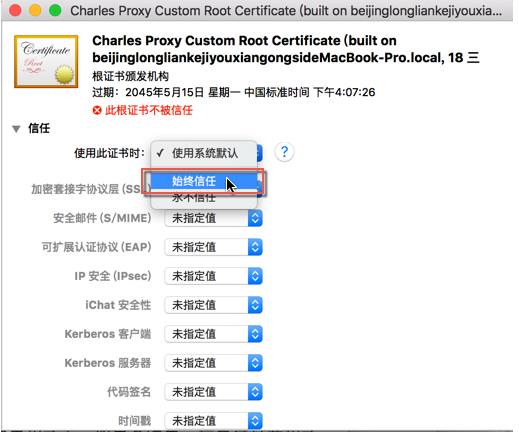 Charles Proxy Custom Root Certificate (built on beijinglongliankejiyouxia...
Certificate
Root
Charles Proxy Custom Root Certificate (built on
beijinglongliankejiyouxiangongsideMacBook-Pro.local, 18 三
根证书颁发机构
过期：2045年5月15日 星期一 中国标准时间 下午4:07:26
此根证书不被信任
信任
使用此证书时： ✓ 使用系统默认 ?
始终信任
加密套接字协议层 (SS
永不信任
安全邮件 (S/MIME) 未指定值
可扩展认证协议 (EAP) 未指定值
IP 安全 (IPsec) 未指定值
iChat 安全性 未指定值
Kerberos 客户端 未指定值
Kerberos 服务器 未指定值
代码签名 未指定值
时间戳 未指定值